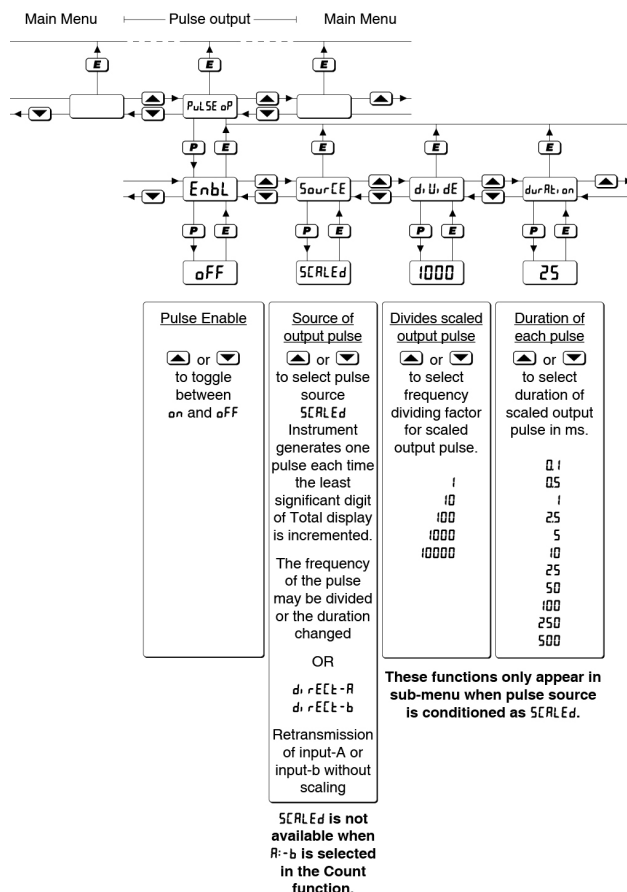 Main Menu Pulse output Main Menu
E E E
PuLSE oP
P E E E E
EnbL SourCE diVidE durAtion
P E P E P E P E
oFF SCALEd 1000 25
Pulse Enable
or
to toggle
between
on and oFF
Source of
output pulse
or
to select pulse
source
SCALEd
Instrument
generates one
pulse each time
the least
significant digit
of Total display
is incremented.
The frequency
of the pulse
may be divided
or the duration
changed
OR
dirECt-A
dirECt-b
Retransmission
of input-A or
input-b without
scaling
SCALEd is not
available when
A:-b is selected
in the Count
function.
Divides scaled
output pulse
or
to select
frequency
dividing factor
for scaled
output pulse.
1
10
100
1000
10000
Duration of
each pulse
or
to select
duration of
scaled output
pulse in ms.
0.1
0.5
1
2.5
5
10
25
50
100
250
500
These functions only appear in
sub-menu when pulse source
is conditioned as SCALEd.